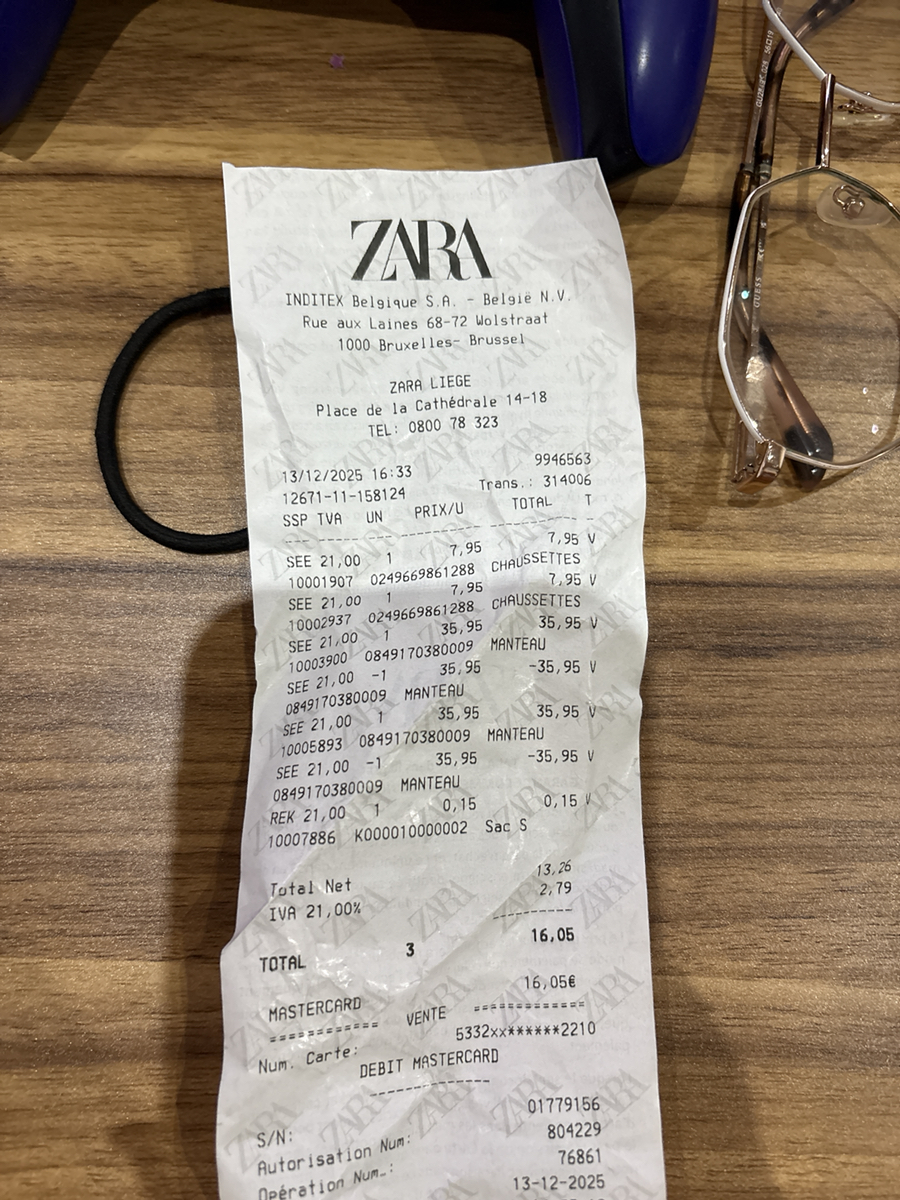 ZARA
INDITEX Belgique S.A. - België N.V.
Rue aux Laines 68-72 Wolstraat
1000 Bruxelles- Brussel
ZARA LIEGE
Place de la Cathédrale 14-18
TEL: 0800 78 323
13/12/2025 16:33 9946563
12671-11-158124 Trans.: 314006
SSP TVA UN PRIX/U TOTAL T
SEE 21,00 1 7,95 7,95 V
10001907 0249669861288 CHAUSSETTES
SEE 21,00 1 7,95 7,95 V
10002937 0249669861288 CHAUSSETTES
SEE 21,00 1 35,95 35,95 V
10003900 0849170380009 MANTEAU
SEE 21,00 -1 35,95 -35,95 V
0849170380009 MANTEAU
SEE 21,00 1 35,95 35,95 V
10005893 0849170380009 MANTEAU
SEE 21,00 -1 35,95 -35,95 V
0849170380009 MANTEAU
REK 21,00 1 0,15 0,15 V
10007886 K000010000002 Sac S
Total Net 13,26
IVA 21,00% 2,79
TOTAL 3 16,05
MASTERCARD 16,05€
============ VENTE ============
Num. Carte: 5332xx******2210
DEBIT MASTERCARD
S/N: 01779156
Autorisation Num: 804229
Opération Num.: 76861
13-12-2025
GUESS